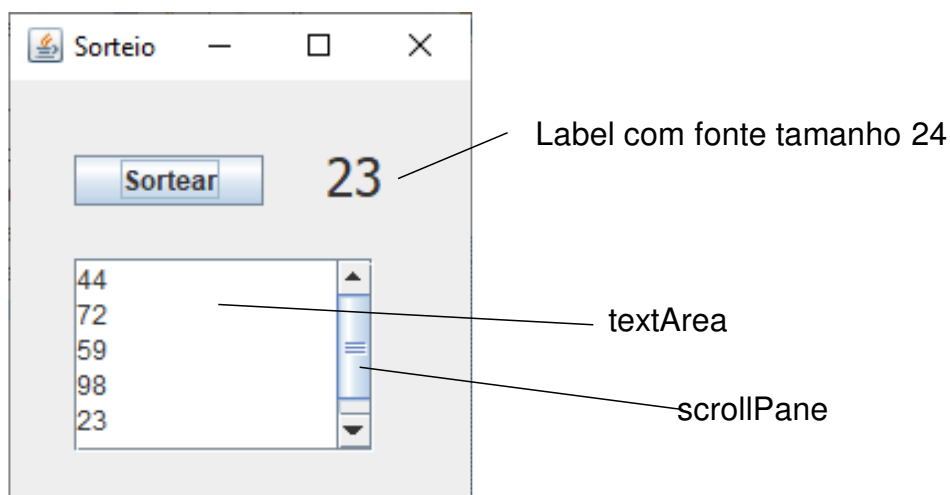 Sorteio
Label com fonte tamanho 24
Sortear 23
44
72
59
98
23
textArea
scrollPane